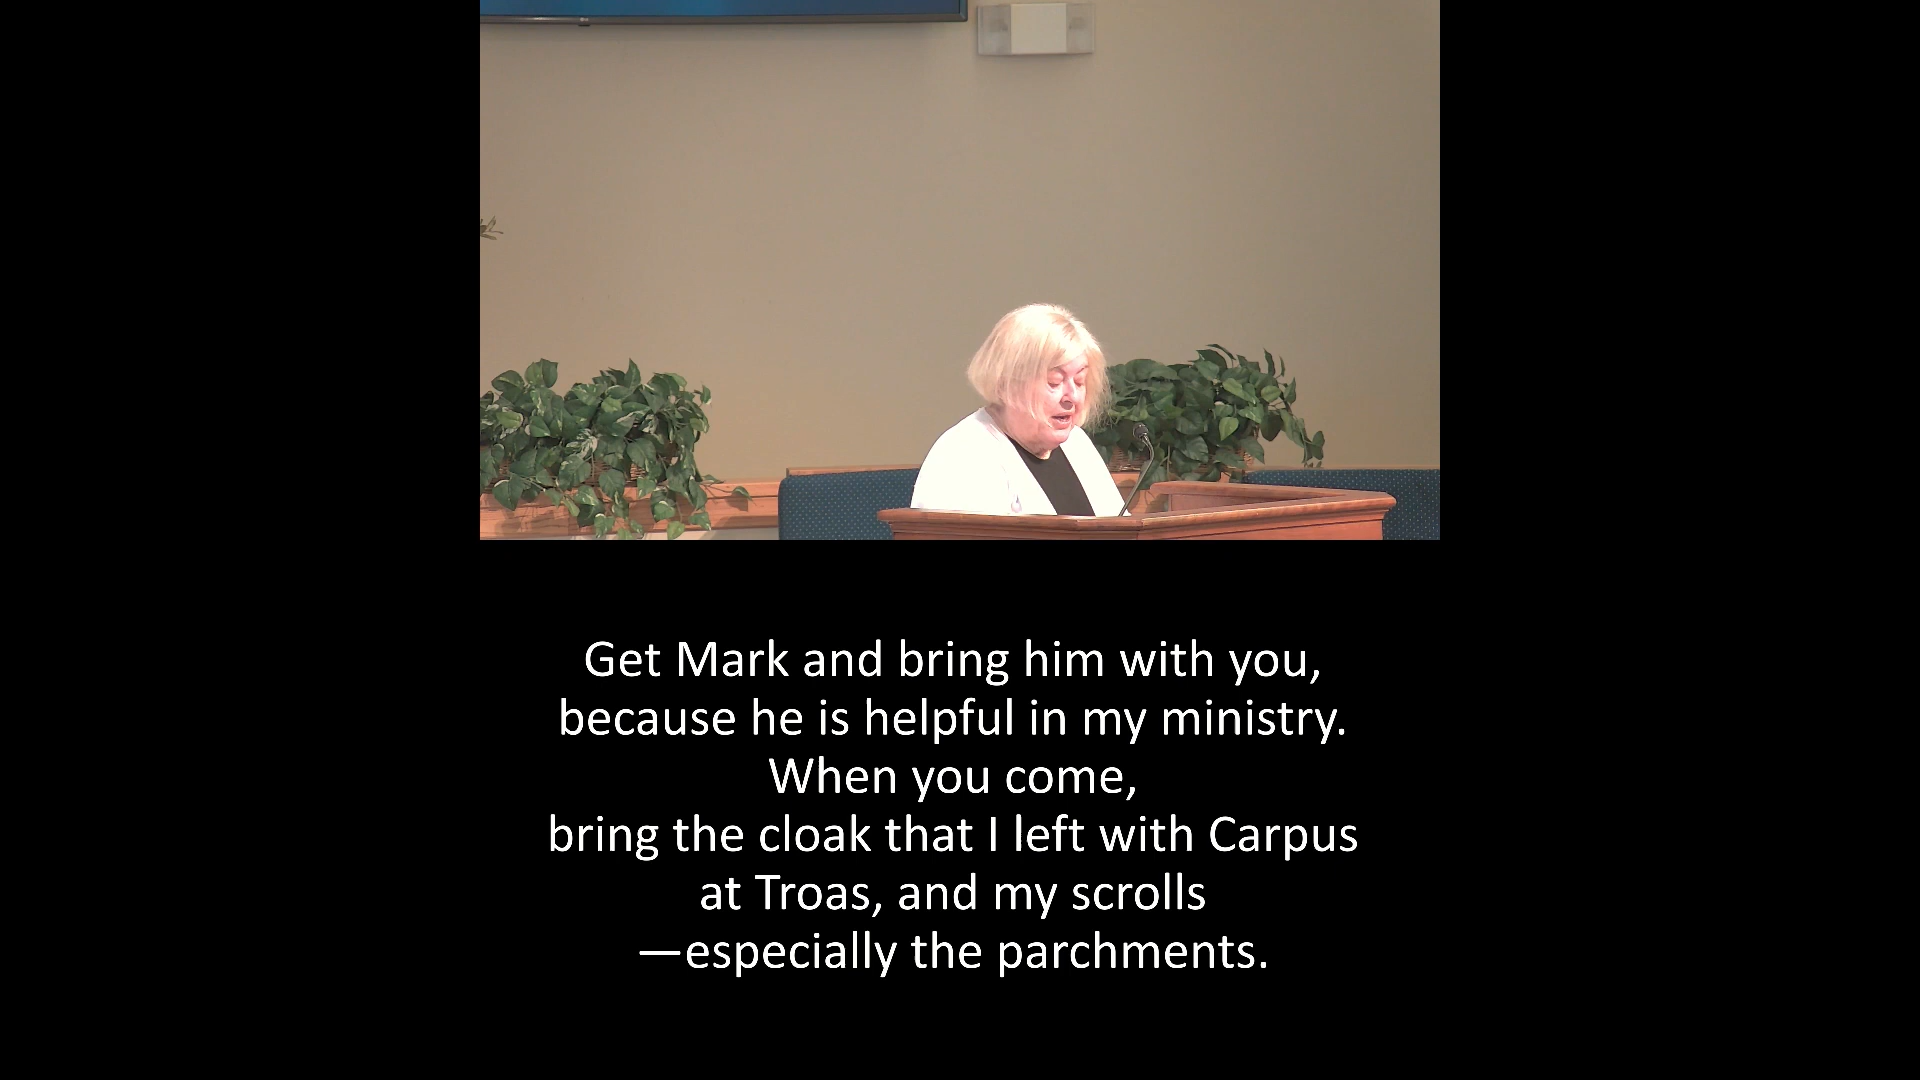 Get Mark and bring him with you,
because he is helpful in my ministry.
When you come,
bring the cloak that I left with Carpus
at Troas, and my scrolls
—especially the parchments.